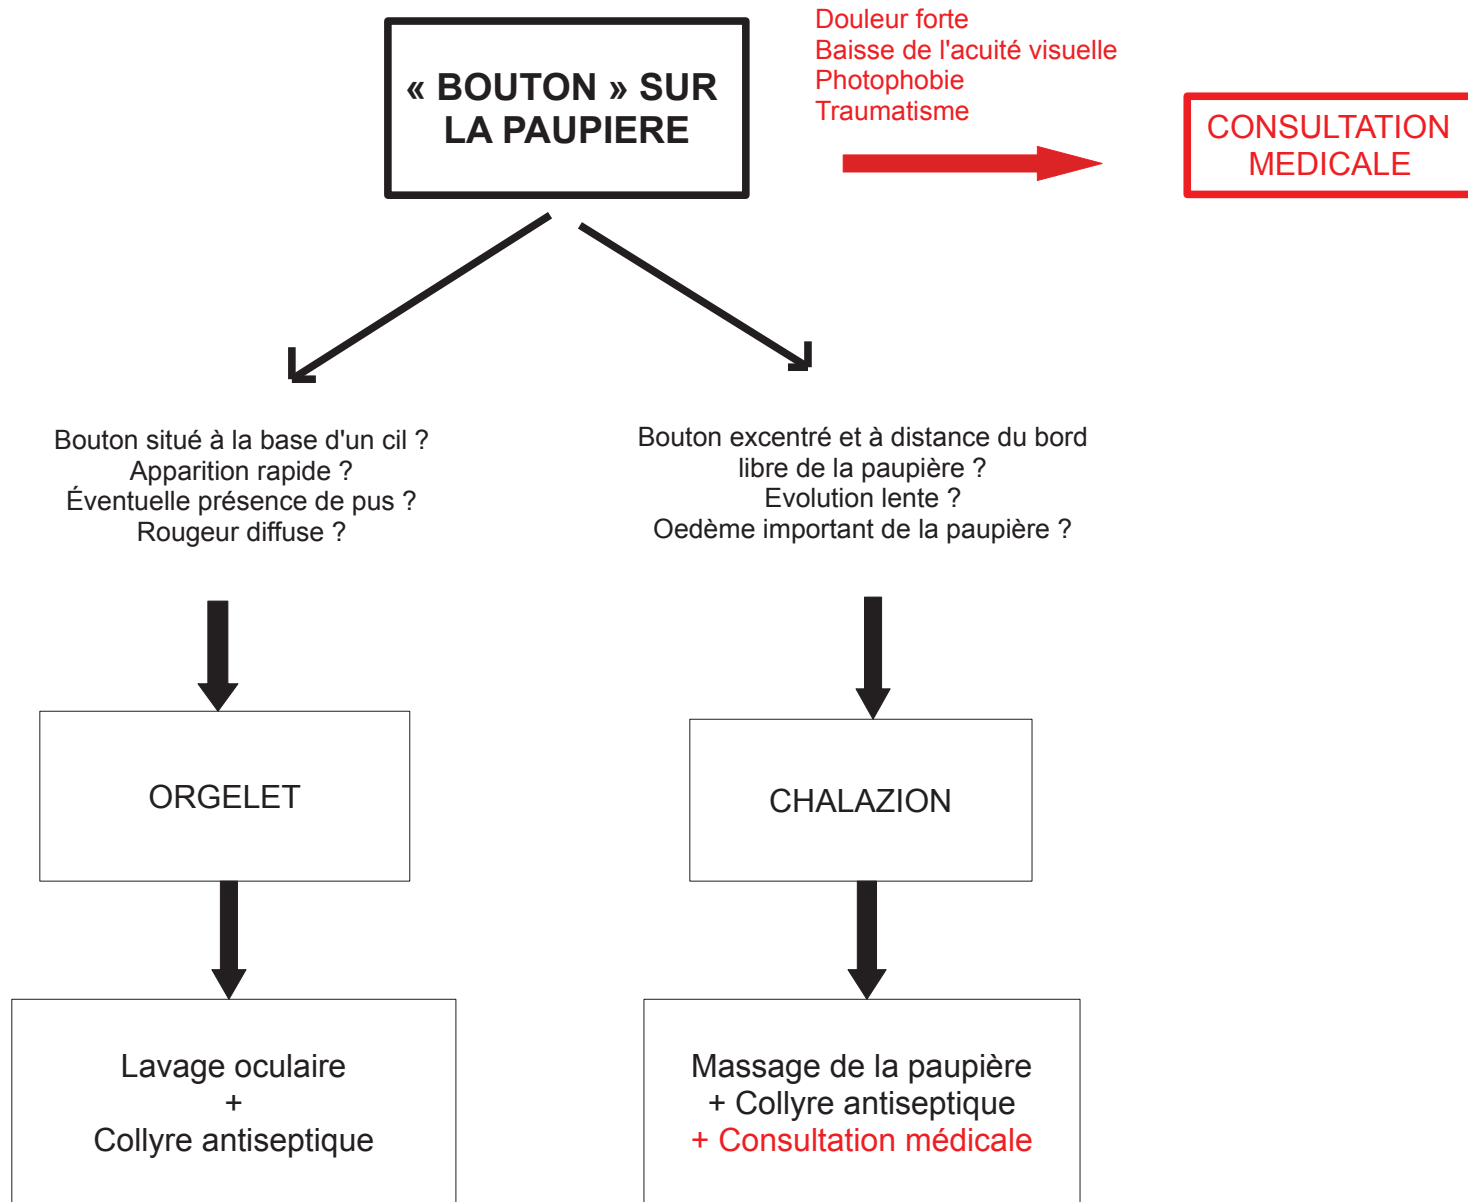 « BOUTON » SUR
LA PAUPIERE
Douleur forte
Baisse de l'acuité visuelle
Photophobie
Traumatisme
CONSULTATION
MEDICALE
Bouton situé à la base d'un cil ?
Apparition rapide ?
Éventuelle présence de pus ?
Rougeur diffuse ?
Bouton excentré et à distance du bord
libre de la paupière ?
Evolution lente ?
Oedème important de la paupière ?
ORGELET
CHALAZION
Lavage oculaire
+
Collyre antiseptique
Massage de la paupière
+ Collyre antiseptique
+ Consultation médicale